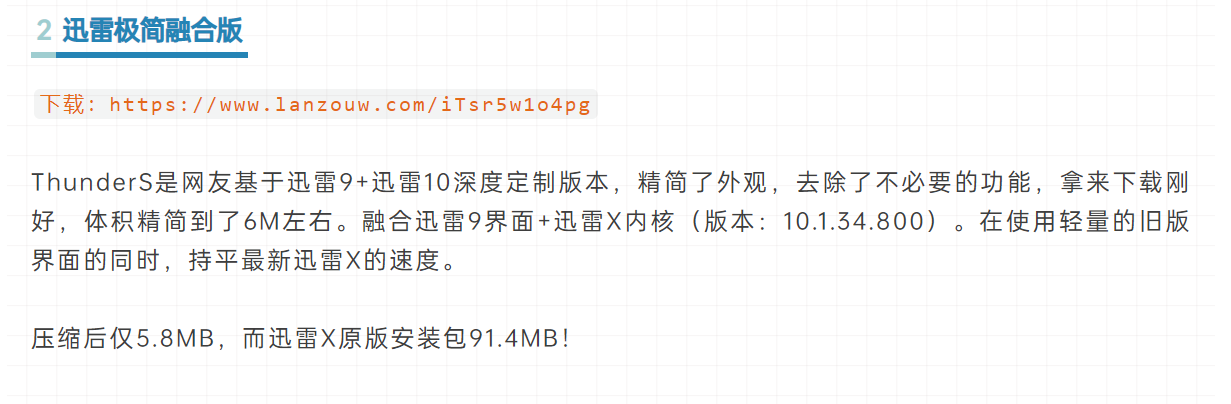 2 迅雷极简融合版
下载：https://www.lanzouw.com/iTsr5w1o4pg
ThunderS是网友基于迅雷9+迅雷10深度定制版本，精简了外观，去除了不必要的功能，拿来下载刚
好，体积精简到了6M左右。融合迅雷9界面+迅雷X内核（版本：10.1.34.800）。在使用轻量的旧版
界面的同时，持平最新迅雷X的速度。
压缩后仅5.8MB，而迅雷X原版安装包91.4MB！